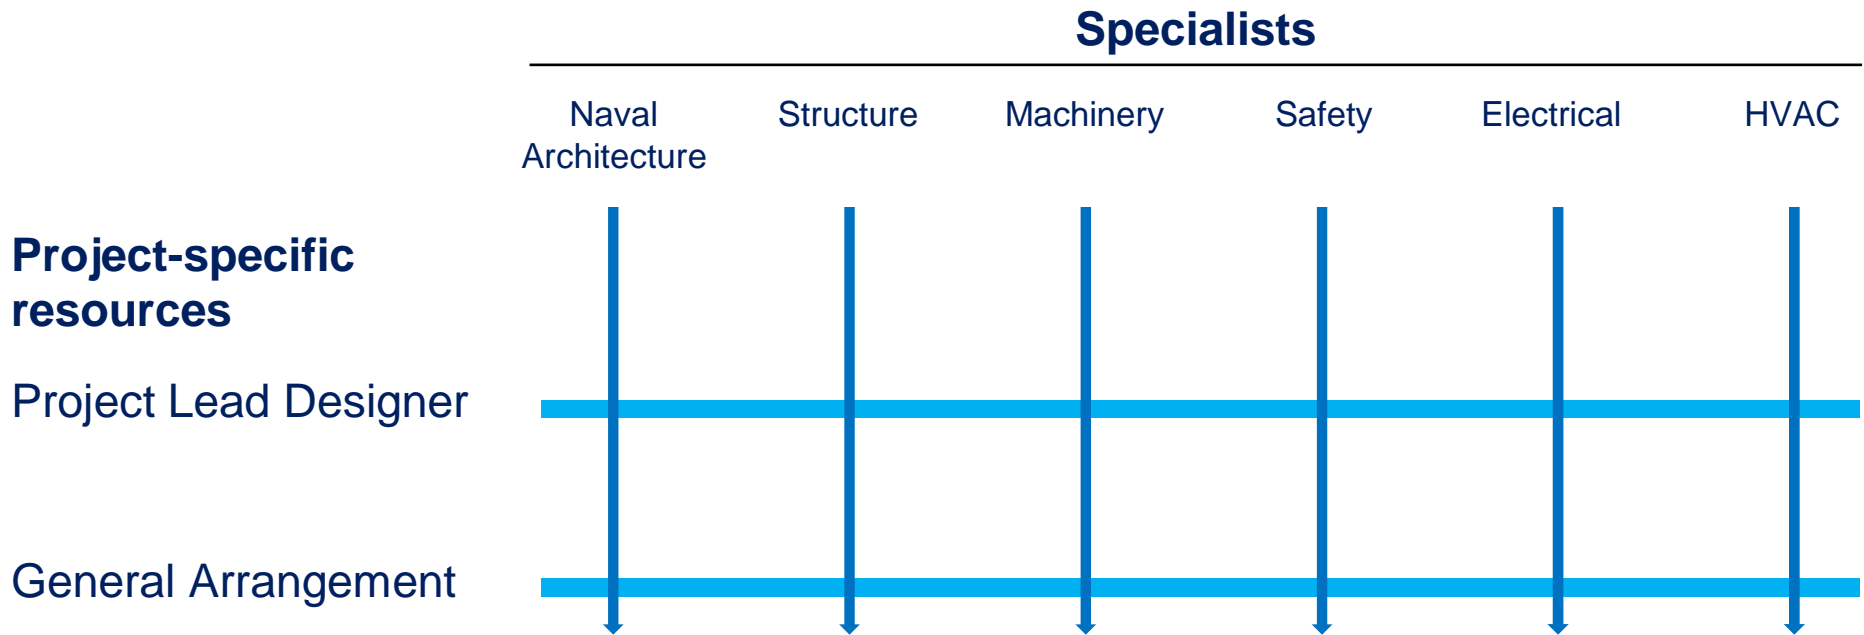 Specialists
Naval
Architecture
Structure
Machinery
Safety
Electrical
HVAC
Project-specific
resources
Project Lead Designer
General Arrangement